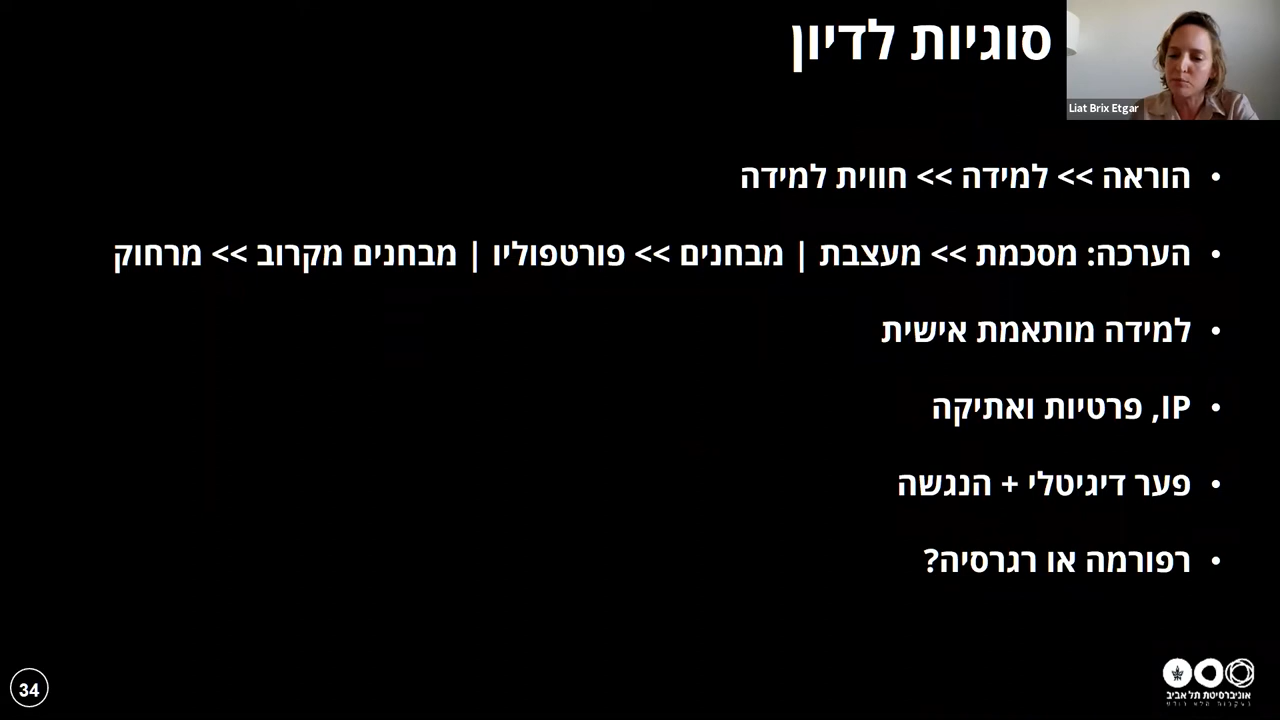 סוגיות לדיון
Liat Brix Etgar
• הוראה >> למידה >> חווית למידה
• הערכה: מסכמת >> מעצבת | מבחנים >> פורטפוליו | מבחנים מקרוב >> מרחוק
• למידה מותאמת אישית
• IP, פרטיות ואתיקה
• פער דיגיטלי + הנגשה
• רפורמה או רגרסיה?
אוניברסיטת תל אביב
34